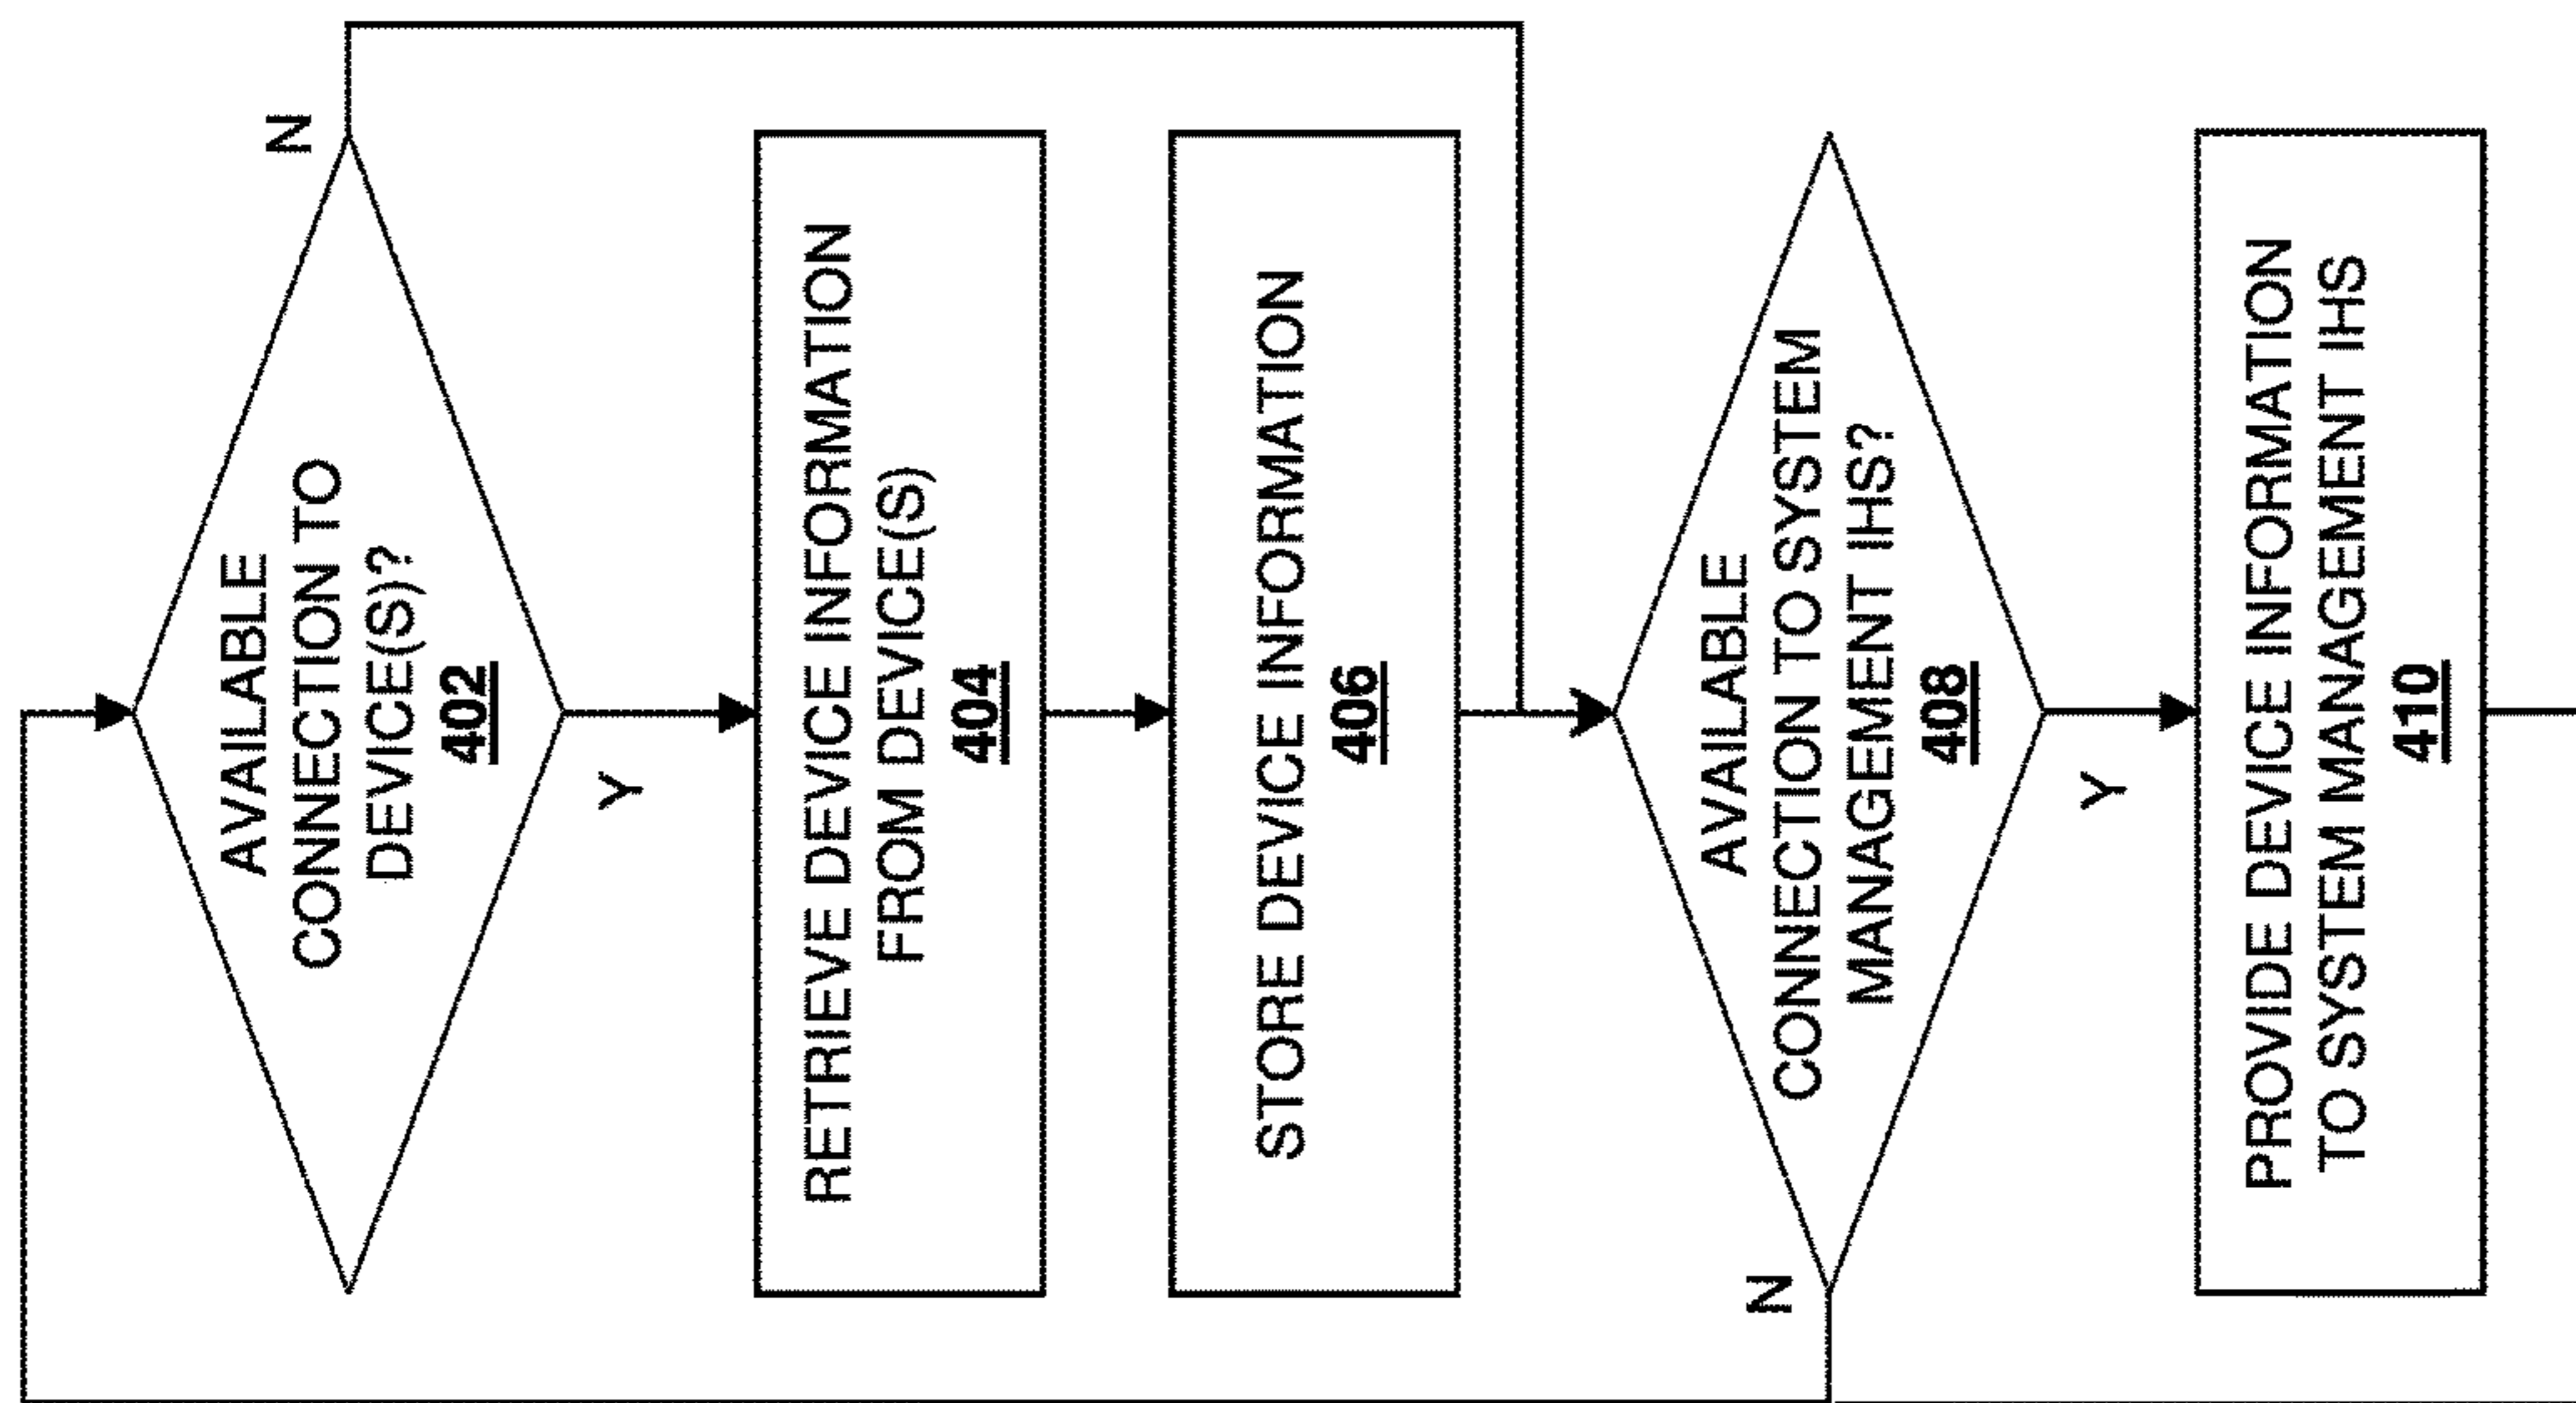 AVAILABLE
CONNECTION TO
DEVICE(S)?
402
N
Y
RETRIEVE DEVICE INFORMATION
FROM DEVICE(S)
404
STORE DEVICE INFORMATION
406
AVAILABLE
CONNECTION TO SYSTEM
MANAGEMENT IHS?
408
N
Y
PROVIDE DEVICE INFORMATION
TO SYSTEM MANAGEMENT IHS
410